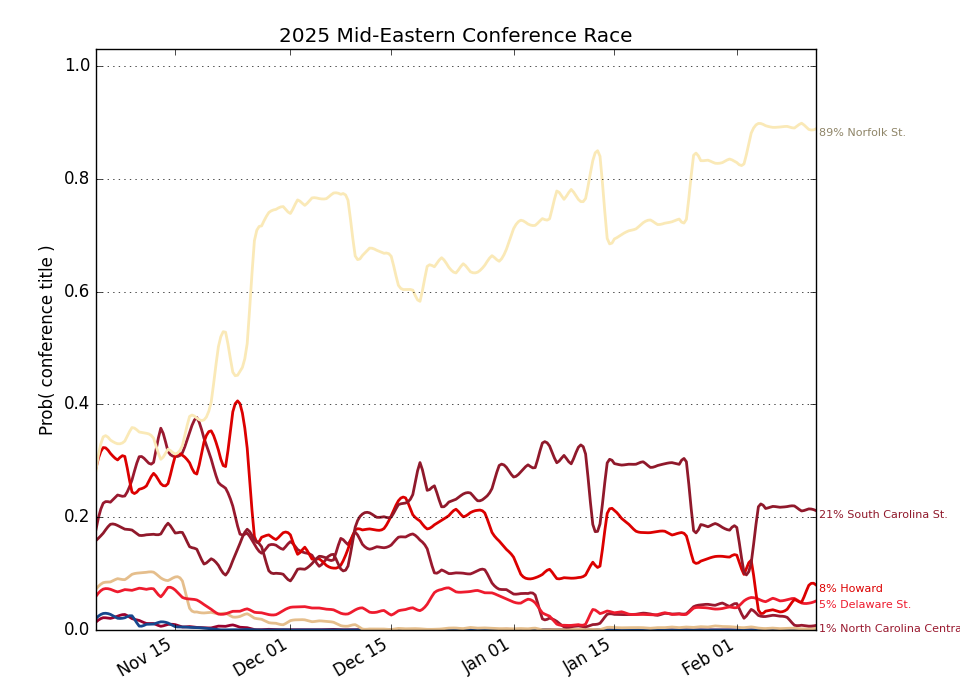 2025 Mid-Eastern Conference Race
1.0
0.8
0.6
0.4
0.2
0.0
Prob( conference title )
Nov 15
Dec 01
Dec 15
Jan 01
Jan 15
Feb 01
89% Norfolk St.
21% South Carolina St.
8% Howard
5% Delaware St.
1% North Carolina Centra